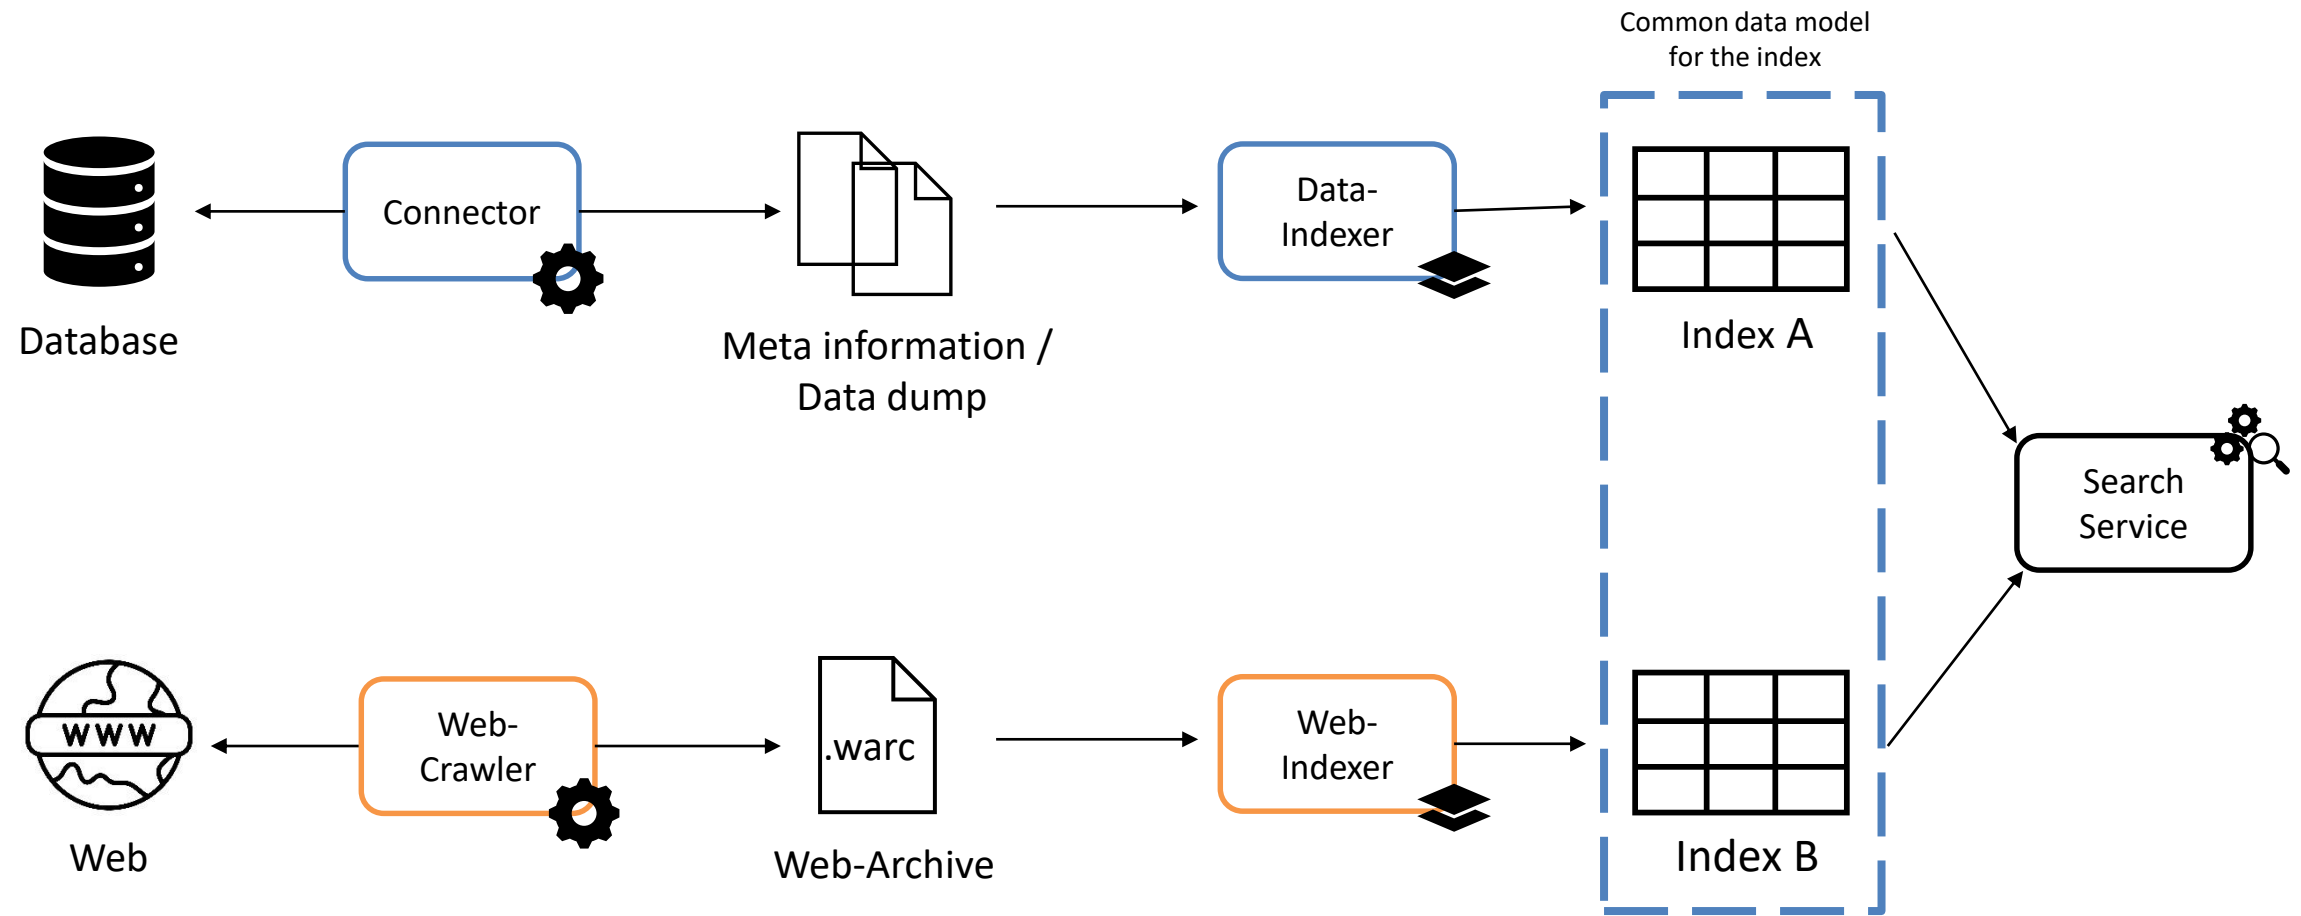 Common data model
for the index
Database
Connector
Meta information /
Data dump
Data-
Indexer
Index A
Search
Service
WWW
Web
Web-
Crawler
.warc
Web-Archive
Web-
Indexer
Index B